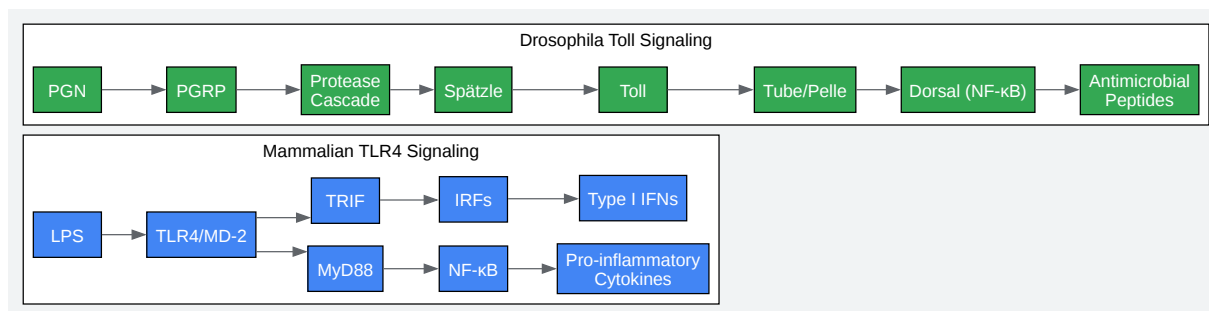 Drosophila Toll Signaling
PGN
PGRP
Protease
Cascade
Spätzle
Toll
Tube/Pelle
Dorsal (NF-κB)
Antimicrobial
Peptides
Mammalian TLR4 Signaling
LPS
TLR4/MD-2
TRIF
IRFs
Type I IFNs
MyD88
NF-κB
Pro-inflammatory
Cytokines